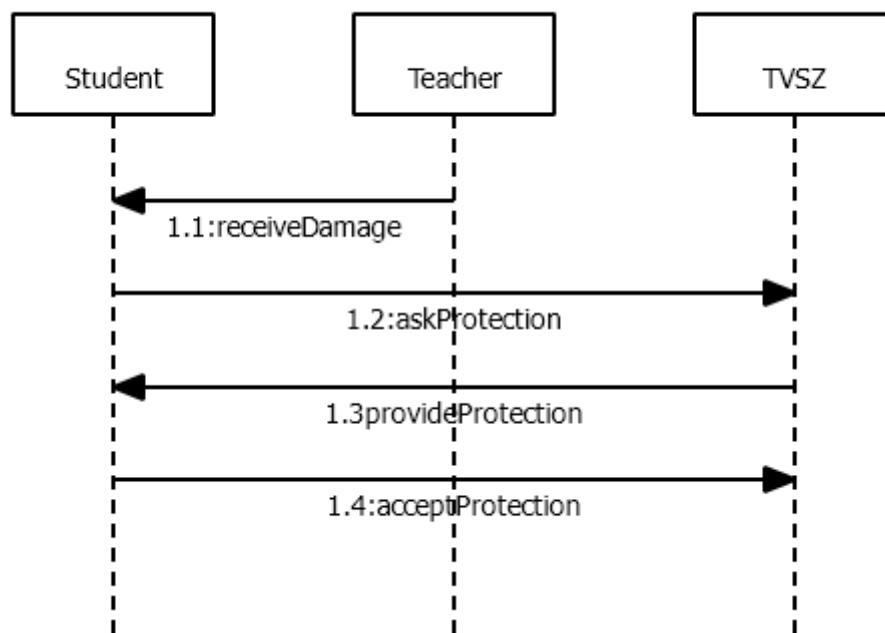 Student
Teacher
TVSZ
1.1:receiveDamage
1.2:askProtection
1.3provideProtection
1.4:acceptProtection